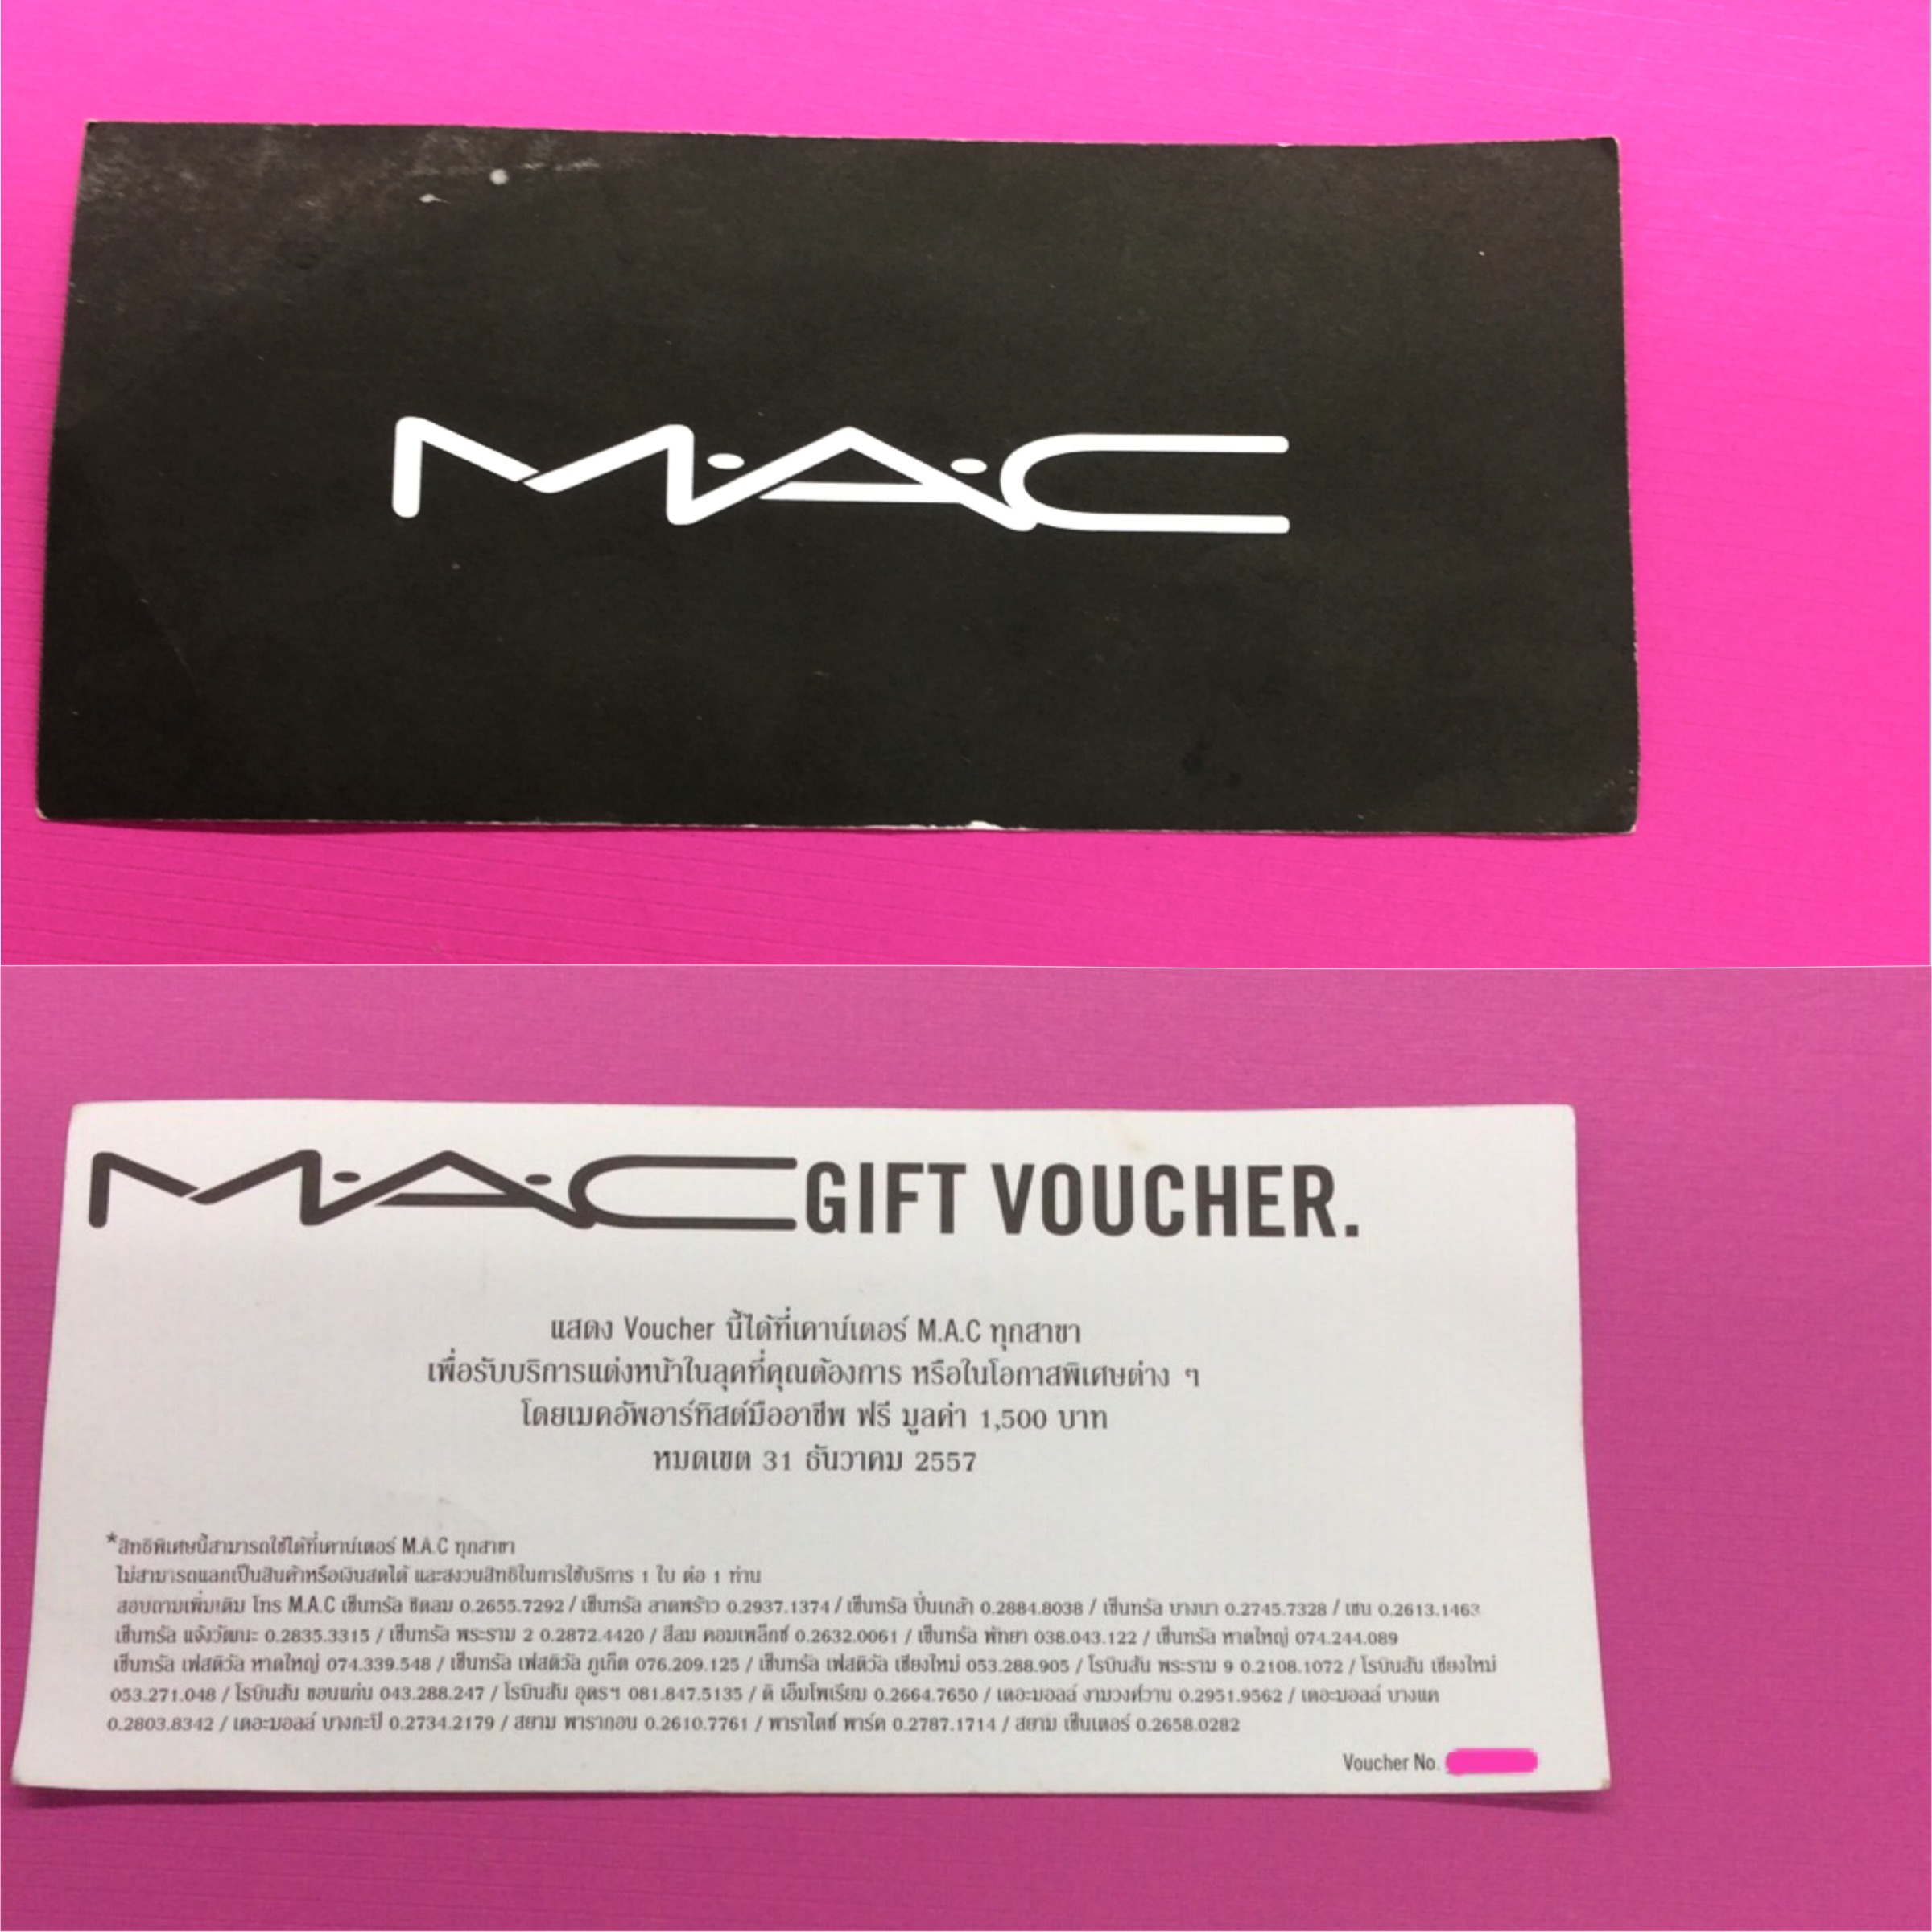 M·A·C
M·A·C GIFT VOUCHER.
แสดง Voucher นี้ได้ที่เคาน์เตอร์ M.A.C ทุกสาขา
เพื่อรับบริการแต่งหน้าในลุคที่คุณต้องการ หรือในโอกาสพิเศษต่าง ๆ
โดยเมคอัพอาร์ทิสต์มืออาชีพ ฟรี มูลค่า 1,500 บาท
หมดเขต 31 ธันวาคม 2557
*สิทธิพิเศษนี้สามารถใช้ได้ที่เคาน์เตอร์ M.A.C ทุกสาขา
ไม่สามารถแลกเป็นสินค้าหรือเงินสดได้ และสงวนสิทธิในการใช้บริการ 1 ใบ ต่อ 1 ท่าน
สอบถามเพิ่มเติม โทร M.A.C เซ็นทรัล ชิดลม 0.2655.7292 / เซ็นทรัล ลาดพร้าว 0.2937.1374 / เซ็นทรัล ปิ่นเกล้า 0.2884.8038 / เซ็นทรัล บางนา 0.2745.7328 / เซน 0.2613.1463
เซ็นทรัล แจ้งวัฒนะ 0.2835.3315 / เซ็นทรัล พระราม 2 0.2872.4420 / สีลม คอมเพล็กซ์ 0.2632.0061 / เซ็นทรัล พัทยา 038.043.122 / เซ็นทรัล หาดใหญ่ 074.244.089
เซ็นทรัล เฟสติวัล หาดใหญ่ 074.339.548 / เซ็นทรัล เฟสติวัล ภูเก็ต 076.209.125 / เซ็นทรัล เฟสติวัล เชียงใหม่ 053.288.905 / โรบินสัน พระราม 9 0.2108.1072 / โรบินสัน เชียงใหม่
053.271.048 / โรบินสัน ขอนแก่น 043.288.247 / โรบินสัน อุดรฯ 081.847.5135 / ดิ เอ็มโพเรียม 0.2664.7650 / เดอะมอลล์ งามวงศ์วาน 0.2951.9562 / เดอะมอลล์ บางแค
0.2803.8342 / เดอะมอลล์ บางกะปิ 0.2734.2179 / สยาม พารากอน 0.2610.7761 / พาราไดซ์ พาร์ค 0.2787.1714 / สยาม เซ็นเตอร์ 0.2658.0282
Voucher No.